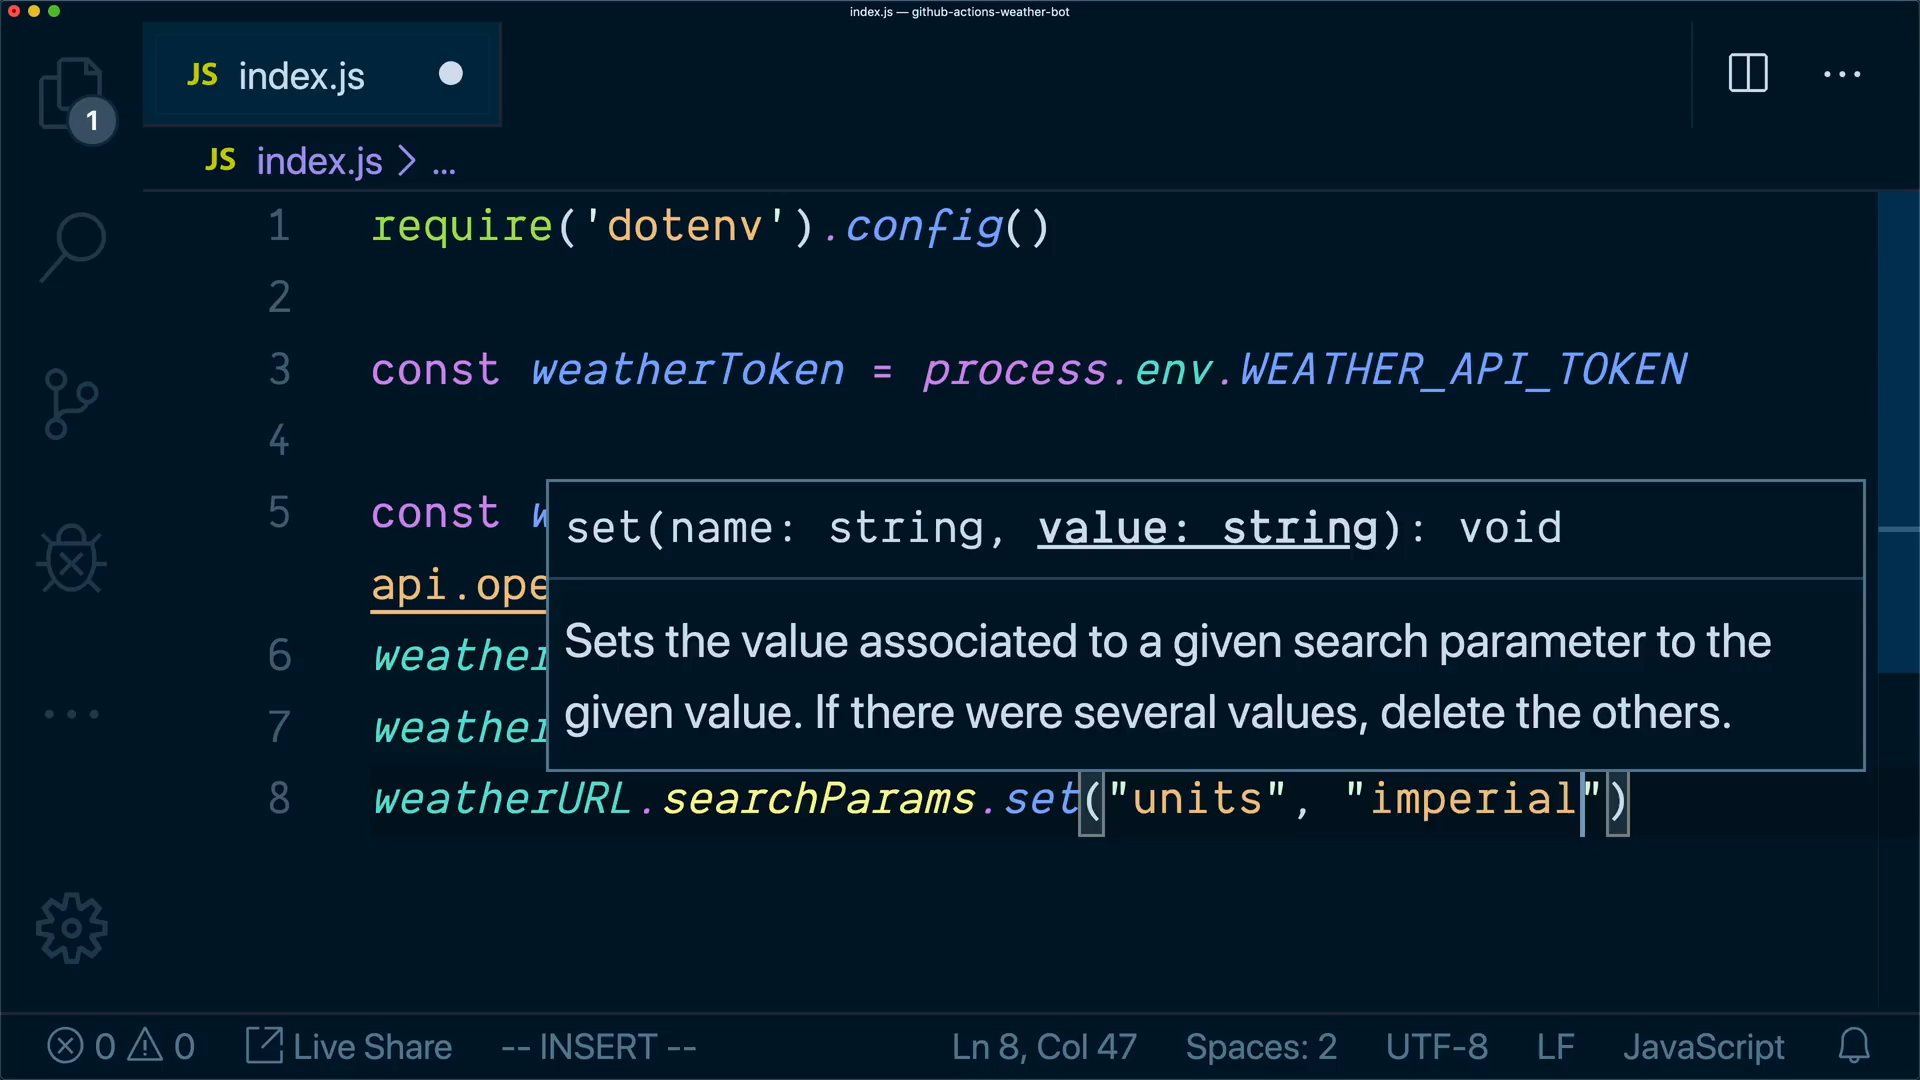 index.js — github-actions-weather-bot
JS index.js
1
JS index.js > ...
1 require('dotenv').config()
2
3 const weatherToken = process.env.WEATHER_API_TOKEN
4
5 const
set(name: string, value: string): void
api.ope
Sets the value associated to a given search parameter to the
6 weather
given value. If there were several values, delete the others.
7 weather
8 weatherURL.searchParams.set("units", "imperial")
0 0 Live Share -- INSERT -- Ln 8, Col 47 Spaces: 2 UTF-8 LF JavaScript